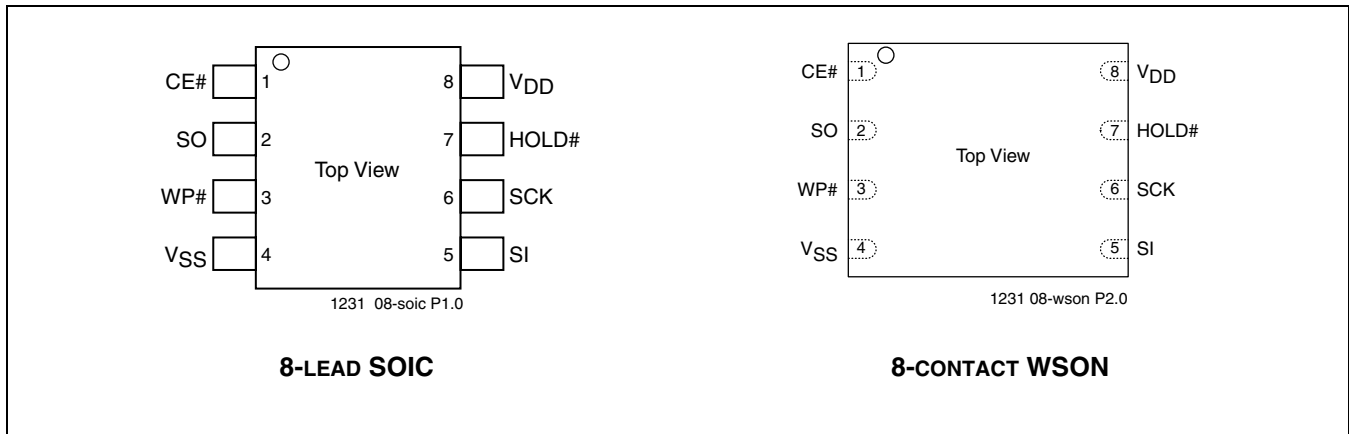 CE# 1 8 VDD
SO 2 7 HOLD#
Top View
WP# 3 6 SCK
VSS 4 5 SI
1231 08-soic P1.0
8-LEAD SOIC
CE# 1 8 VDD
SO 2 7 HOLD#
Top View
WP# 3 6 SCK
VSS 4 5 SI
1231 08-wson P2.0
8-CONTACT WSON